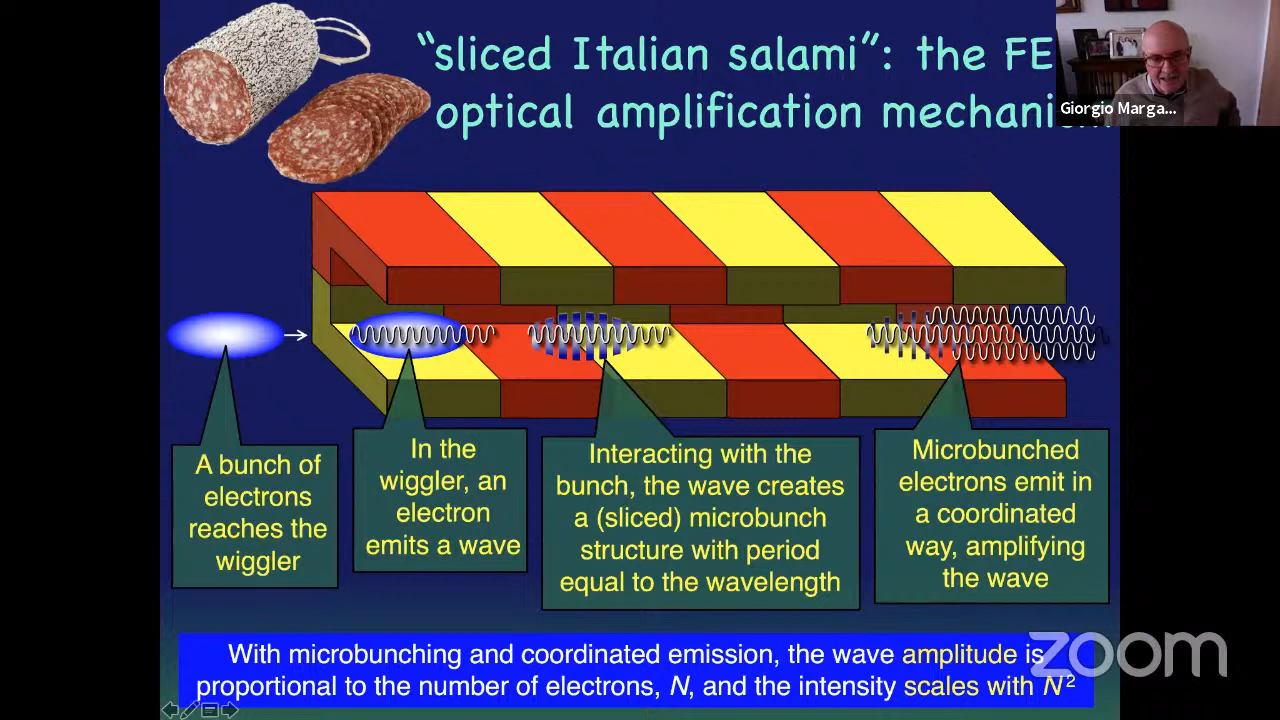 “sliced Italian salami”: the FE
optical amplification
Giorgio Marga...
A bunch of
electrons
reaches the
wiggler
In the
wiggler, an
electron
emits a wave
Interacting with the
bunch, the wave creates
a (sliced) microbunch
structure with period
equal to the wavelength
Microbunched
electrons emit in
a coordinated
way, amplifying
the wave
With microbunching and coordinated emission, the wave amplitude is
proportional to the number of electrons, N, and the intensity scales with N²
zoom